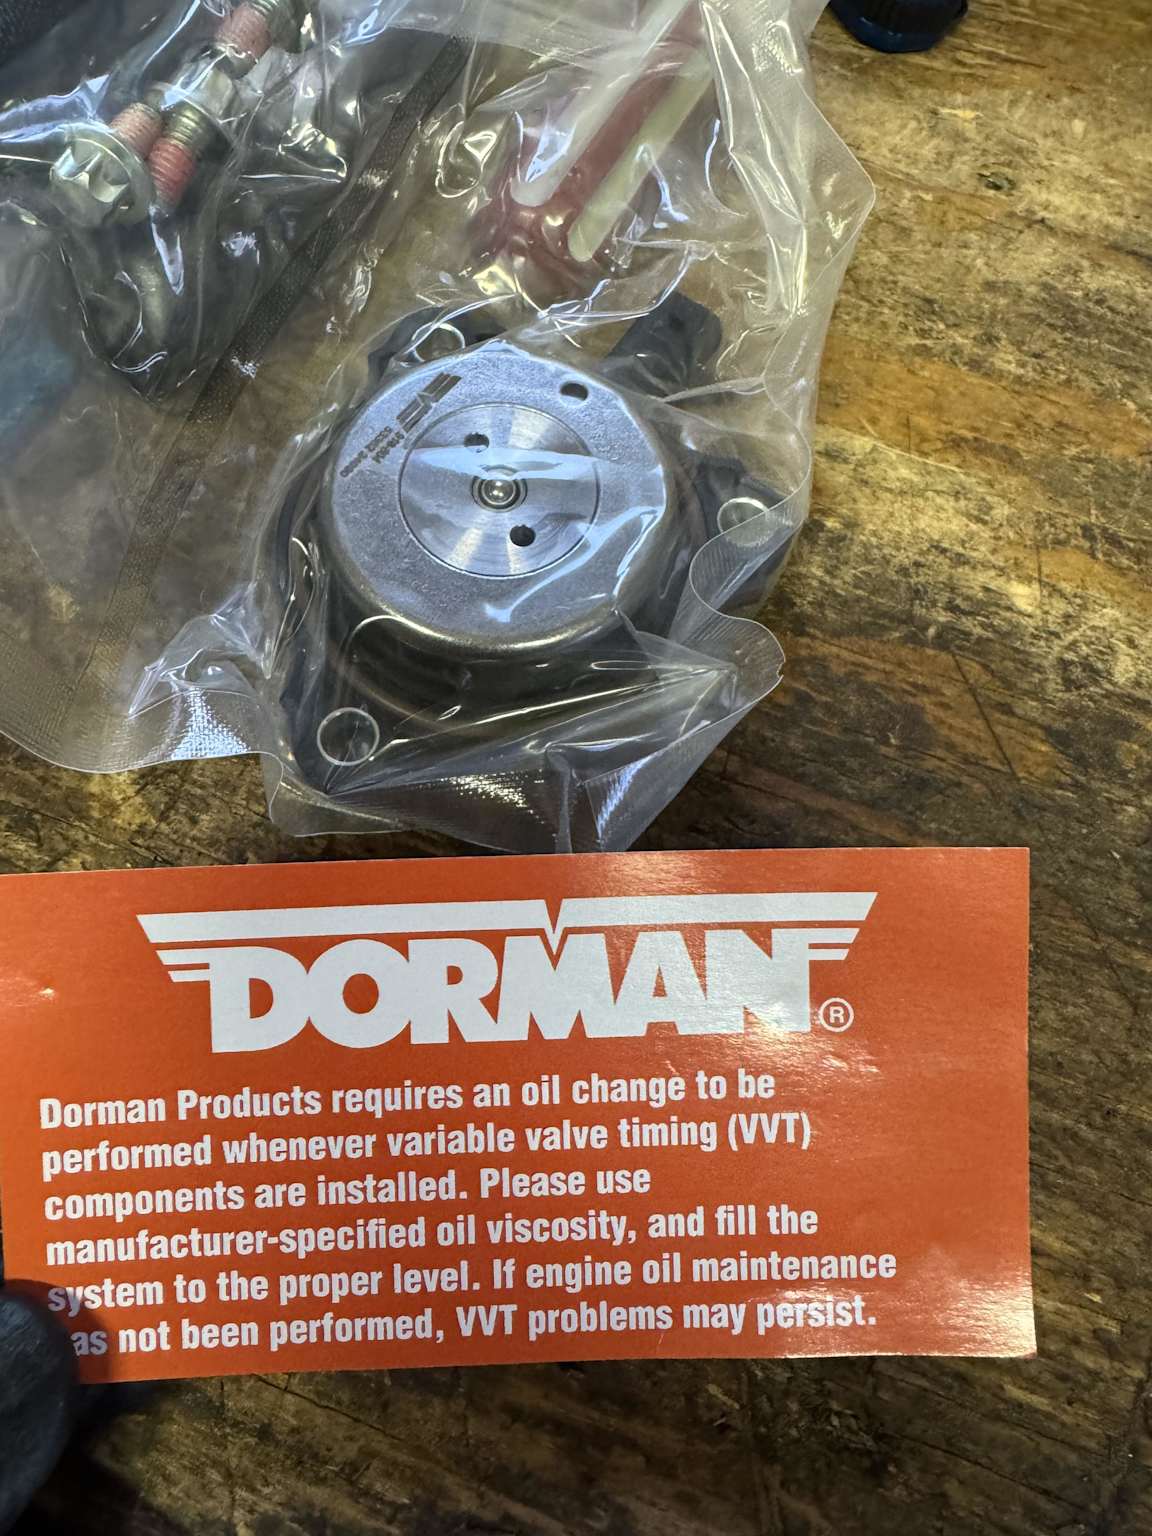 DORMAN®
Dorman Products requires an oil change to be
performed whenever variable valve timing (VVT)
components are installed. Please use
manufacturer-specified oil viscosity, and fill the
system to the proper level. If engine oil maintenance
as not been performed, VVT problems may persist.